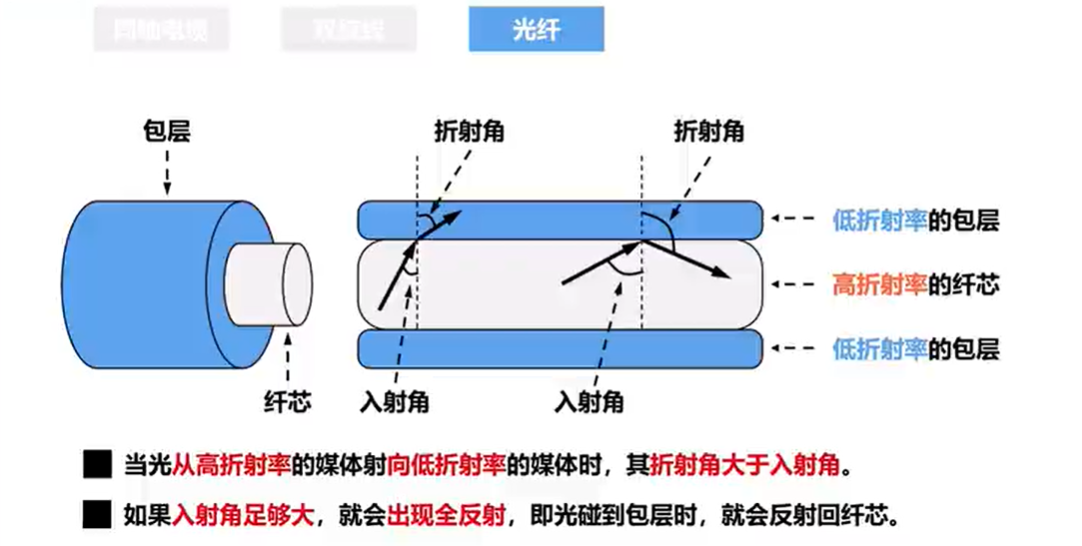 同轴电缆 双绞线 光纤
包层 折射角 折射角
低折射率的包层
高折射率的纤芯
低折射率的包层
纤芯 入射角 入射角
当光从高折射率的媒体射向低折射率的媒体时，其折射角大于入射角。
如果入射角足够大，就会出现全反射，即光碰到包层时，就会反射回纤芯。